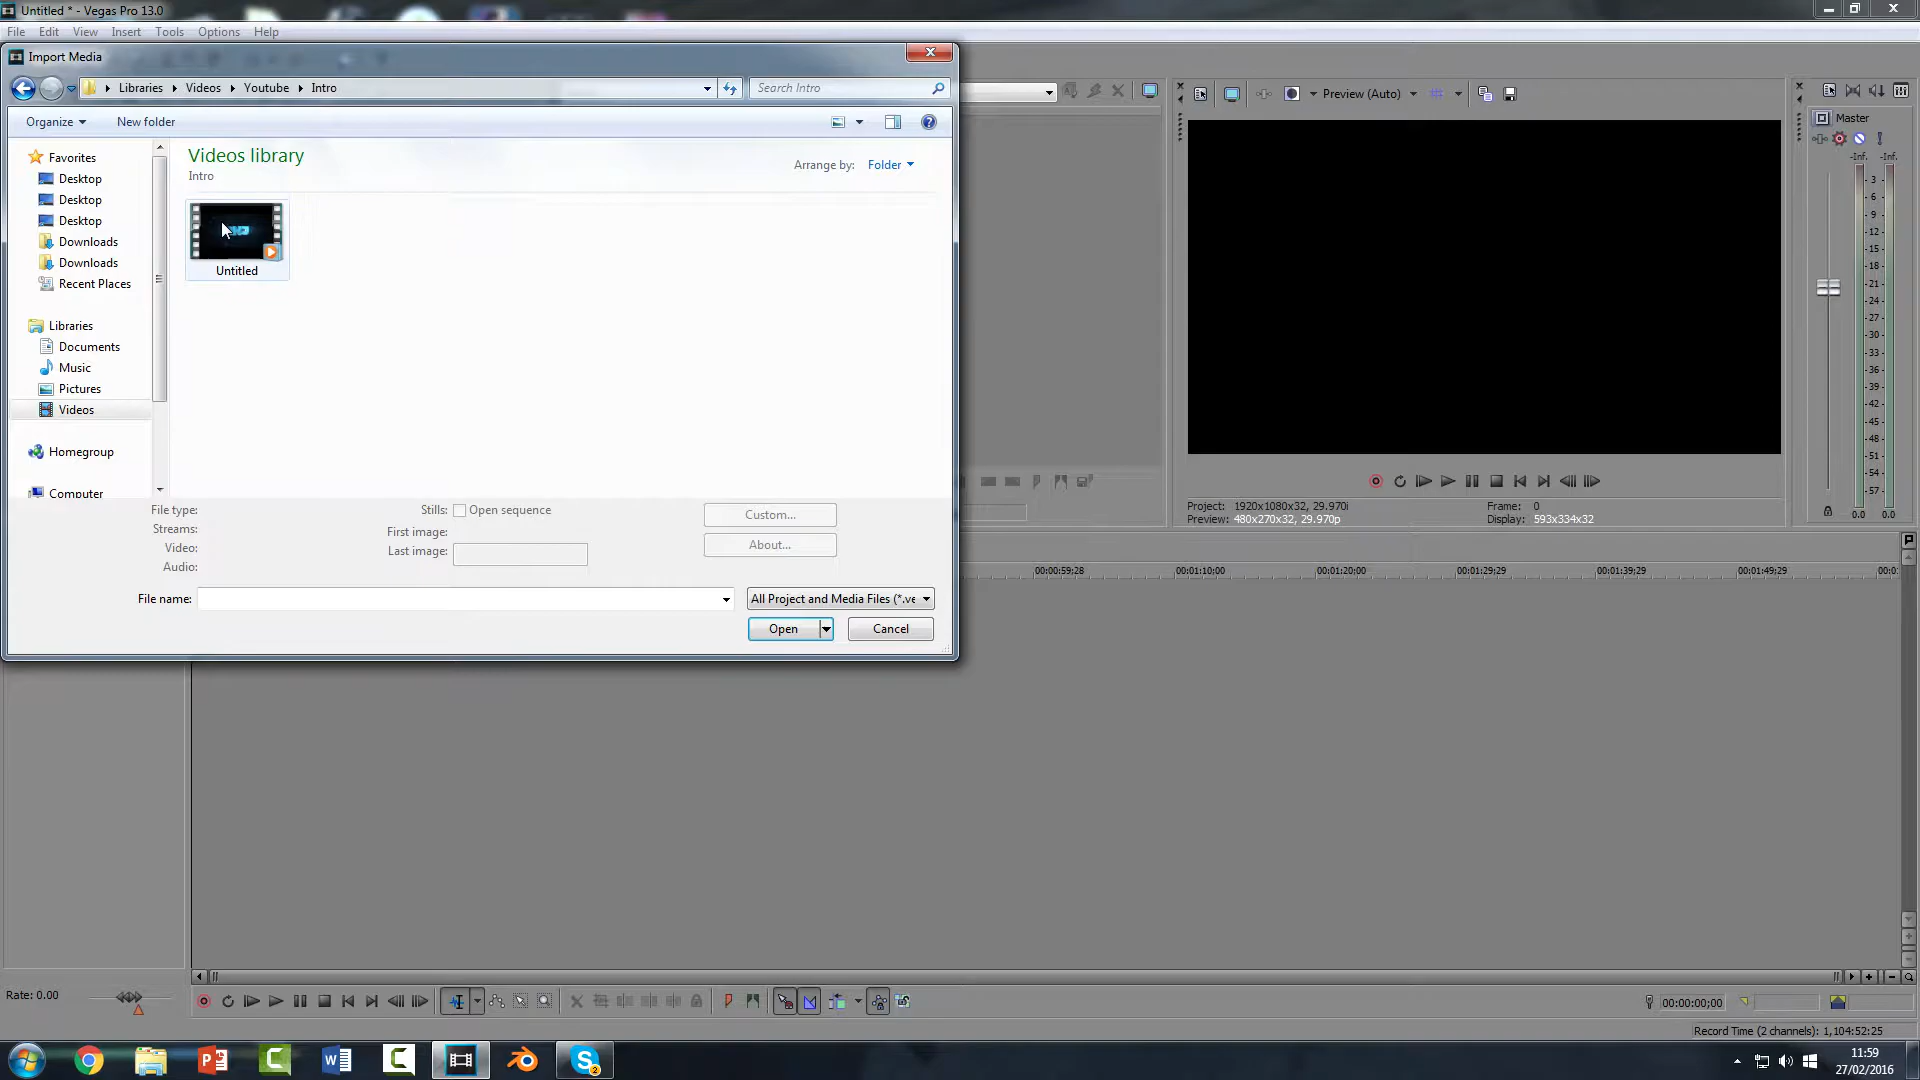 Untitled * - Vegas Pro 13.0
File Edit View Insert Tools Options Help
Import Media
Libraries Videos Youtube Intro
Search Intro
Organize New folder
Videos library
Intro
Arrange by: Folder
Untitled
Favorites
Desktop
Desktop
Desktop
Downloads
Downloads
Recent Places
Libraries
Documents
Music
Pictures
Videos
Homegroup
Computer
File type:
Streams:
Video:
Audio:
Stills: Open sequence
First image:
Last image:
Custom...
About...
File name:
All Project and Media Files (*.ve
Open
Cancel
Preview (Auto)
Project: 1920x1080x32, 29.970i
Preview: 480x270x32, 29.970p
Frame: 0
Display: 593x334x32
Master
-Inf. -Inf.
3
6
9
12
15
18
21
24
27
30
33
36
39
42
45
48
51
54
57
0.0 0.0
00:00:59;28 00:01:10;00 00:01:20;00 00:01:29;29 00:01:39;29 00:01:49;29 00:0
Rate: 0.00
00:00:00;00
Record Time (2 channels): 1,104:52:25
11:59
27/02/2016